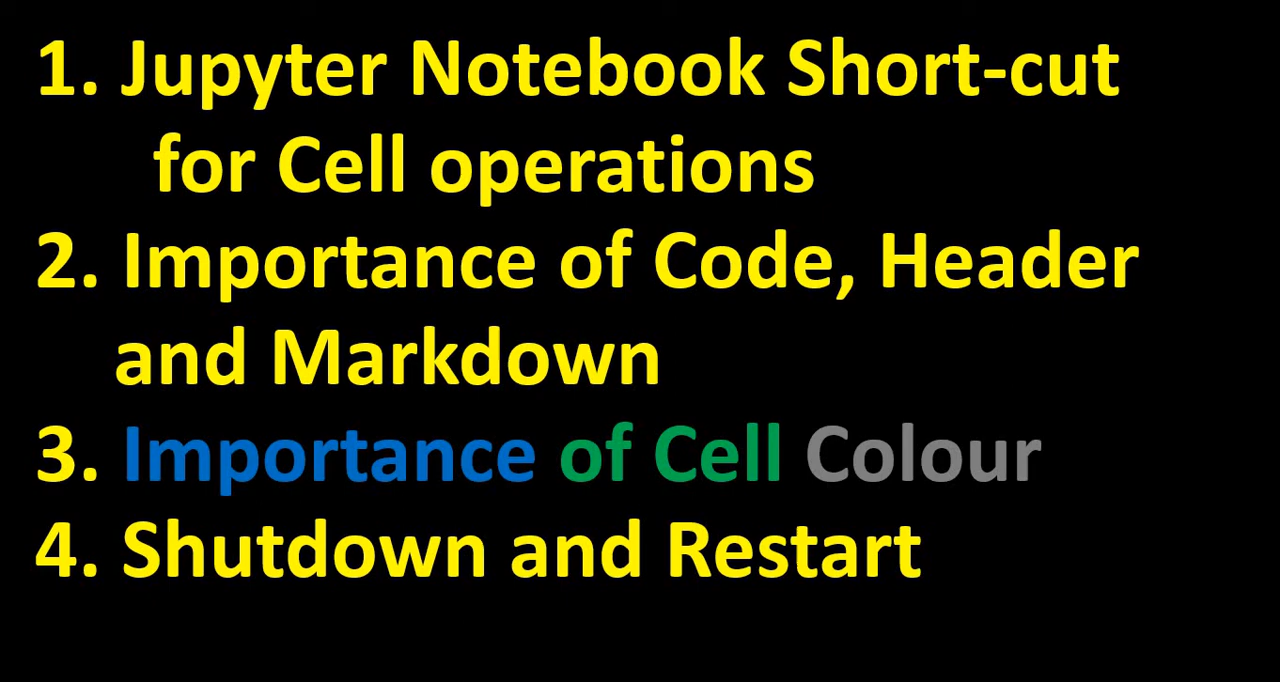 1. Jupyter Notebook Short-cut
for Cell operations
2. Importance of Code, Header
and Markdown
3. Importance of Cell Colour
4. Shutdown and Restart